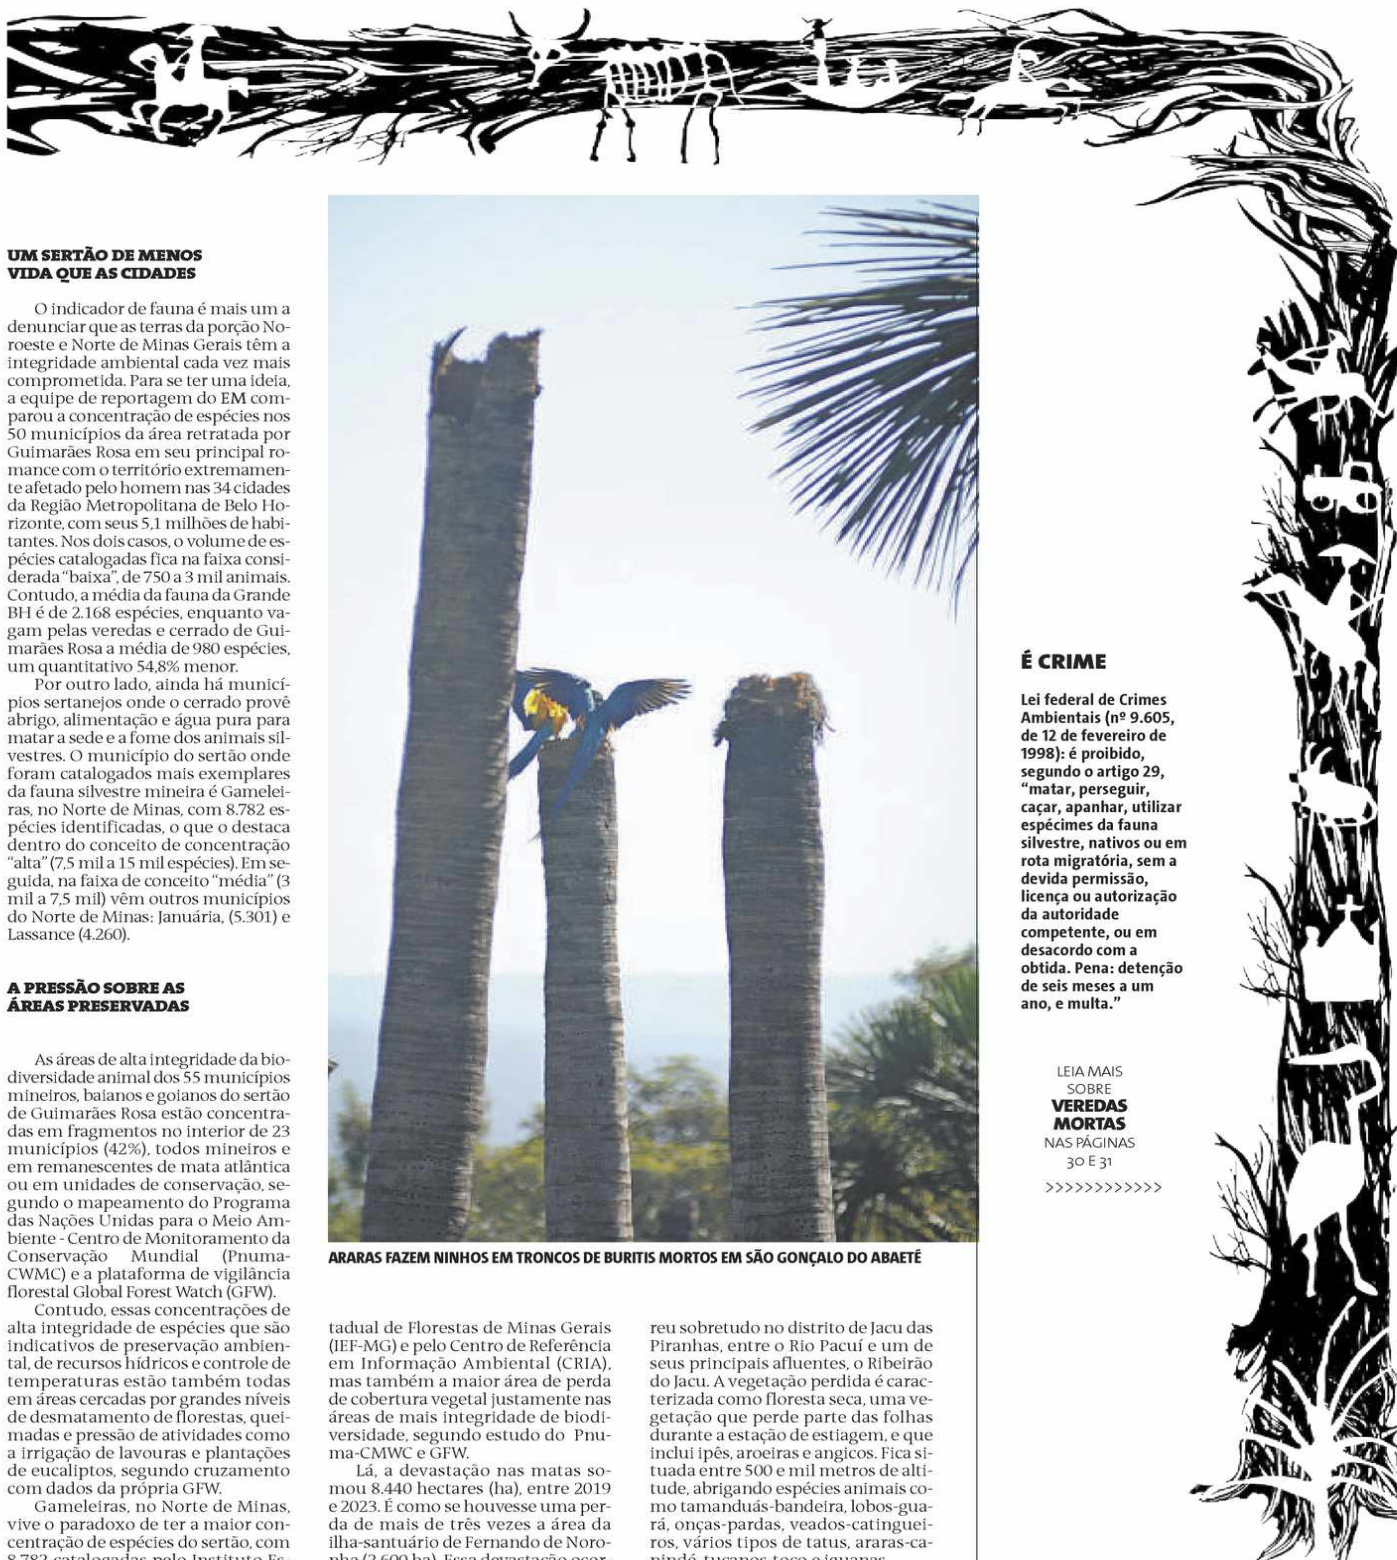 UM SERTÃO DE MENOS
VIDA QUE AS CIDADES
O indicador de fauna é mais um a
denunciar que as terras da porção No-
roeste e Norte de Minas Gerais têm a
integridade ambiental cada vez mais
comprometida. Para se ter uma ideia,
a equipe de reportagem do EM com-
parou a concentração de espécies nos
50 municípios da área retratada por
Guimarães Rosa em seu principal ro-
mance com o território extremamen-
te afetado pelo homem nas 34 cidades
da Região Metropolitana de Belo Ho-
rizonte, com seus 5,1 milhões de habi-
tantes. Nos dois casos, o volume de es-
pécies catalogadas fica na faixa consi-
derada “baixa”, de 750 a 3 mil animais.
Contudo, a média da fauna da Grande
BH é de 2.168 espécies, enquanto va-
gam pelas veredas e cerrado de Gui-
marães Rosa a média de 980 espécies,
um quantitativo 54,8% menor.
Por outro lado, ainda há municí-
pios sertanejos onde o cerrado provê
abrigo, alimentação e água pura para
matar a sede e a fome dos animais sil-
vestres. O município do sertão onde
foram catalogados mais exemplares
da fauna silvestre mineira é Gamelei-
ras, no Norte de Minas, com 8.782 es-
pécies identificadas, o que o destaca
dentro do conceito de concentração
“alta” (7,5 mil a 15 mil espécies). Em se-
guida, na faixa de conceito “média” (3
mil a 7,5 mil) vêm outros municípios
do Norte de Minas: Januária, (5.301) e
Lassance (4.260).
A PRESSÃO SOBRE AS
ÁREAS PRESERVADAS
As áreas de alta integridade da bio-
diversidade animal dos 55 municípios
mineiros, baianos e goianos do sertão
de Guimarães Rosa estão concentra-
das em fragmentos no interior de 23
municípios (42%), todos mineiros e
em remanescentes de mata atlântica
ou em unidades de conservação, se-
gundo o mapeamento do Programa
das Nações Unidas para o Meio Am-
biente - Centro de Monitoramento da
Conservação Mundial (Pnuma-
CWMC) e a plataforma de vigilância
florestal Global Forest Watch (GFW).
Contudo, essas concentrações de
alta integridade de espécies que são
indicativos de preservação ambien-
tal, de recursos hídricos e controle de
temperaturas estão também todas
em áreas cercadas por grandes níveis
de desmatamento de florestas, quei-
madas e pressão de atividades como
a irrigação de lavouras e plantações
de eucaliptos, segundo cruzamento
com dados da própria GFW.
Gameleiras, no Norte de Minas,
vive o paradoxo de ter a maior con-
centração de espécies do sertão, com
8.782 catalogadas pelo Instituto Es-
ARARAS FAZEM NINHOS EM TRONCOS DE BURITIS MORTOS EM SÃO GONÇALO DO ABAETÉ
tadual de Florestas de Minas Gerais
(IEF-MG) e pelo Centro de Referência
em Informação Ambiental (CRIA),
mas também a maior área de perda
de cobertura vegetal justamente nas
áreas de mais integridade de biodi-
versidade, segundo estudo do Pnu-
ma-CMWC e GFW.
Lá, a devastação nas matas so-
mou 8.440 hectares (ha), entre 2019
e 2023. É como se houvesse uma per-
da de mais de três vezes a área da
ilha-santuário de Fernando de Noro-
nha (2.600 ha). Essa devastação ocor-
reu sobretudo no distrito de Jacu das
Piranhas, entre o Rio Pacuí e um de
seus principais afluentes, o Ribeirão
do Jacu. A vegetação perdida é carac-
terizada como floresta seca, uma ve-
getação que perde parte das folhas
durante a estação de estiagem, e que
inclui ipês, aroeiras e angicos. Fica si-
tuada entre 500 e mil metros de alti-
tude, abrigando espécies animais co-
mo tamanduás-bandeira, lobos-gua-
rá, onças-pardas, veados-catinguei-
ros, vários tipos de tatus, araras-ca-
nindé, tucanos-toco e iguanas.
É CRIME
Lei federal de Crimes
Ambientais (nº 9.605,
de 12 de fevereiro de
1998): é proibido,
segundo o artigo 29,
“matar, perseguir,
caçar, apanhar, utilizar
espécimes da fauna
silvestre, nativos ou em
rota migratória, sem a
devida permissão,
licença ou autorização
da autoridade
competente, ou em
desacordo com a
obtida. Pena: detenção
de seis meses a um
ano, e multa.”
LEIA MAIS
SOBRE
VEREDAS
MORTAS
NAS PÁGINAS
30 E 31
>>>>>>>>>>>>